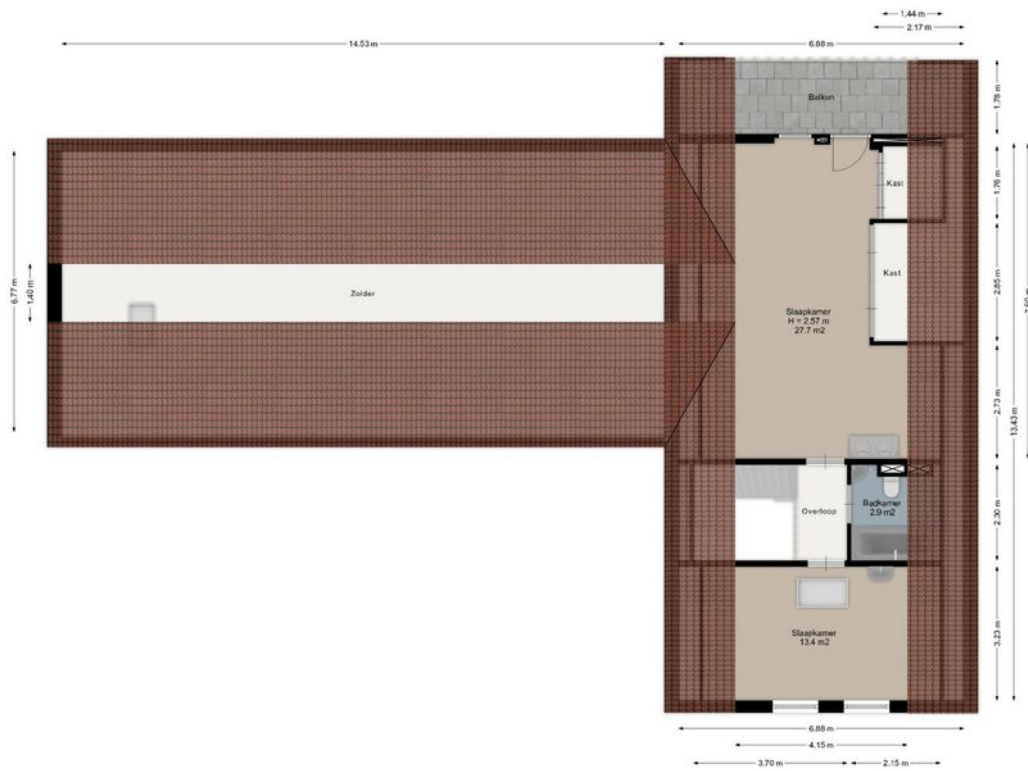 1.44 m
2.17 m
14.53 m
6.88 m
Balkon
1.78 m
Kast
1.76 m
Kast
2.85 m
6.77 m
1.40 m
Zolder
Slaapkamer
H = 2.57 m
27.7 m2
7.60 m
2.73 m
13.43 m
Overloop
Badkamer
2.9 m2
2.30 m
Slaapkamer
13.4 m2
3.23 m
6.88 m
4.15 m
3.70 m
2.15 m